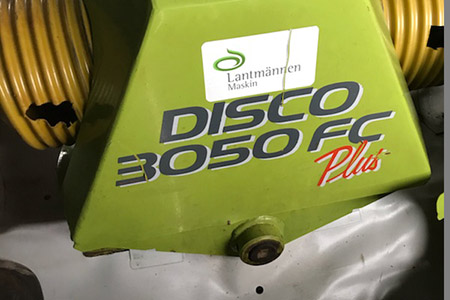 Lantmännen
Maskin
DISCO
3050 FC
Plus